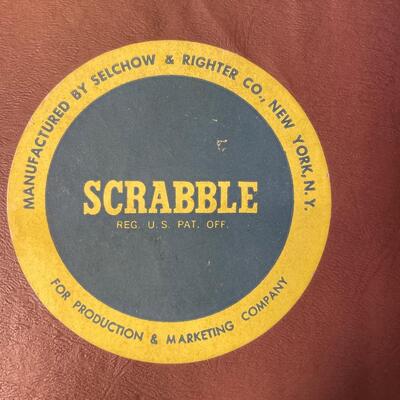 MANUFACTURED BY SELCHOW & RIGHTER CO., NEW YORK, N.Y.
SCRABBLE
REG. U.S. PAT. OFF.
FOR PRODUCTION & MARKETING COMPANY